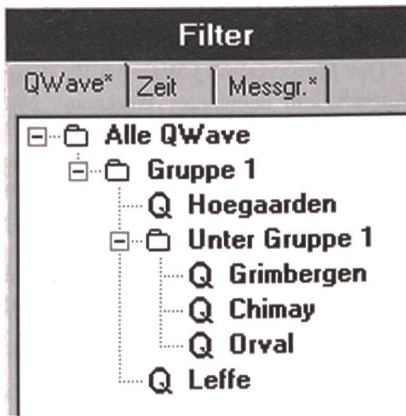 Filter
QWave* Zeit Messgr.*
Alle QWave
Gruppe 1
Q Hoegaarden
Unter Gruppe 1
Q Grimbergen
Q Chimay
Q Orval
Q Leffe